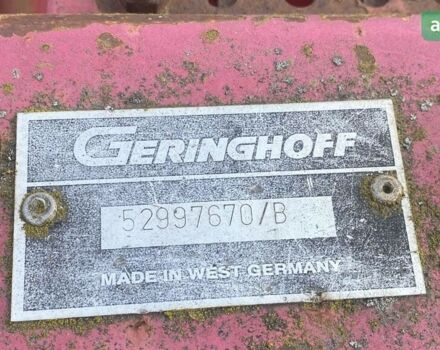 GERINGHOFF
52997670/B
MADE IN WEST GERMANY
a